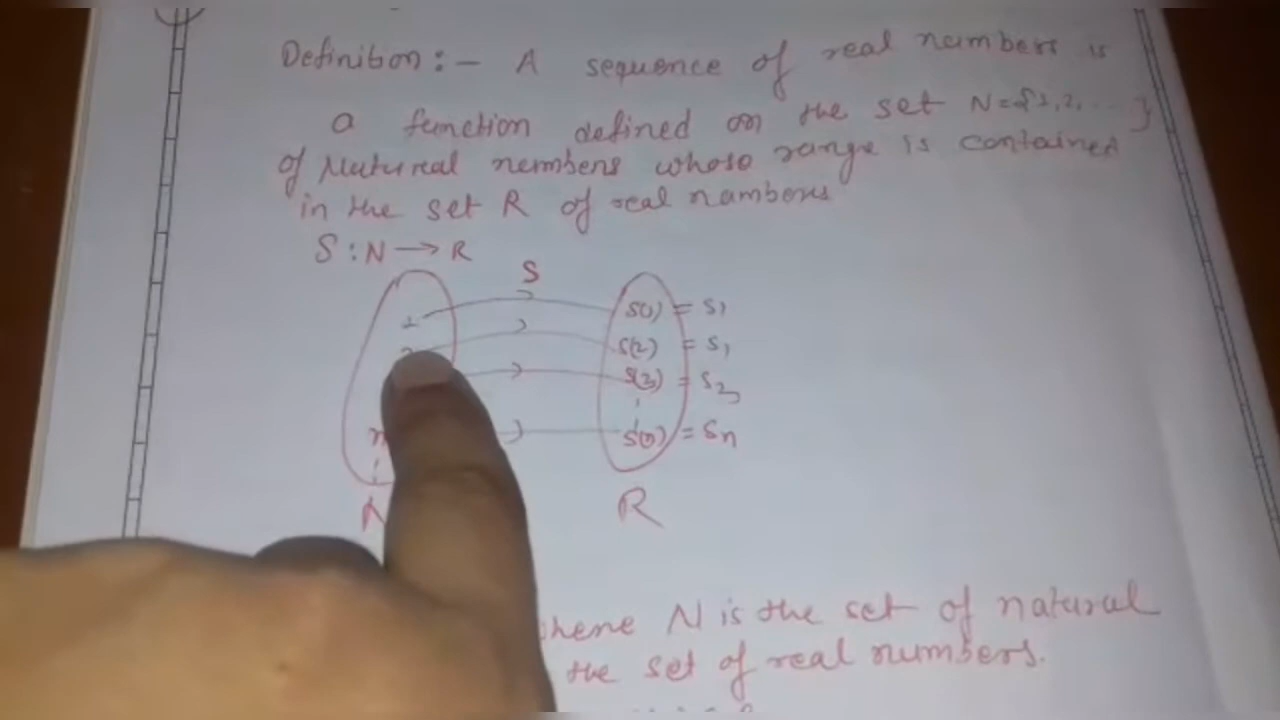 Definition :- A sequence of real numbers is
a function defined on the set N={1,2,...}
of Natural numbers whose range is contained
in the set R of real numbers
S : N → R
S
1 S(1) = S1
S(2) = S1
S(3) = S3
n S(n) = Sn
N R
where N is the set of natural
the set of real numbers.